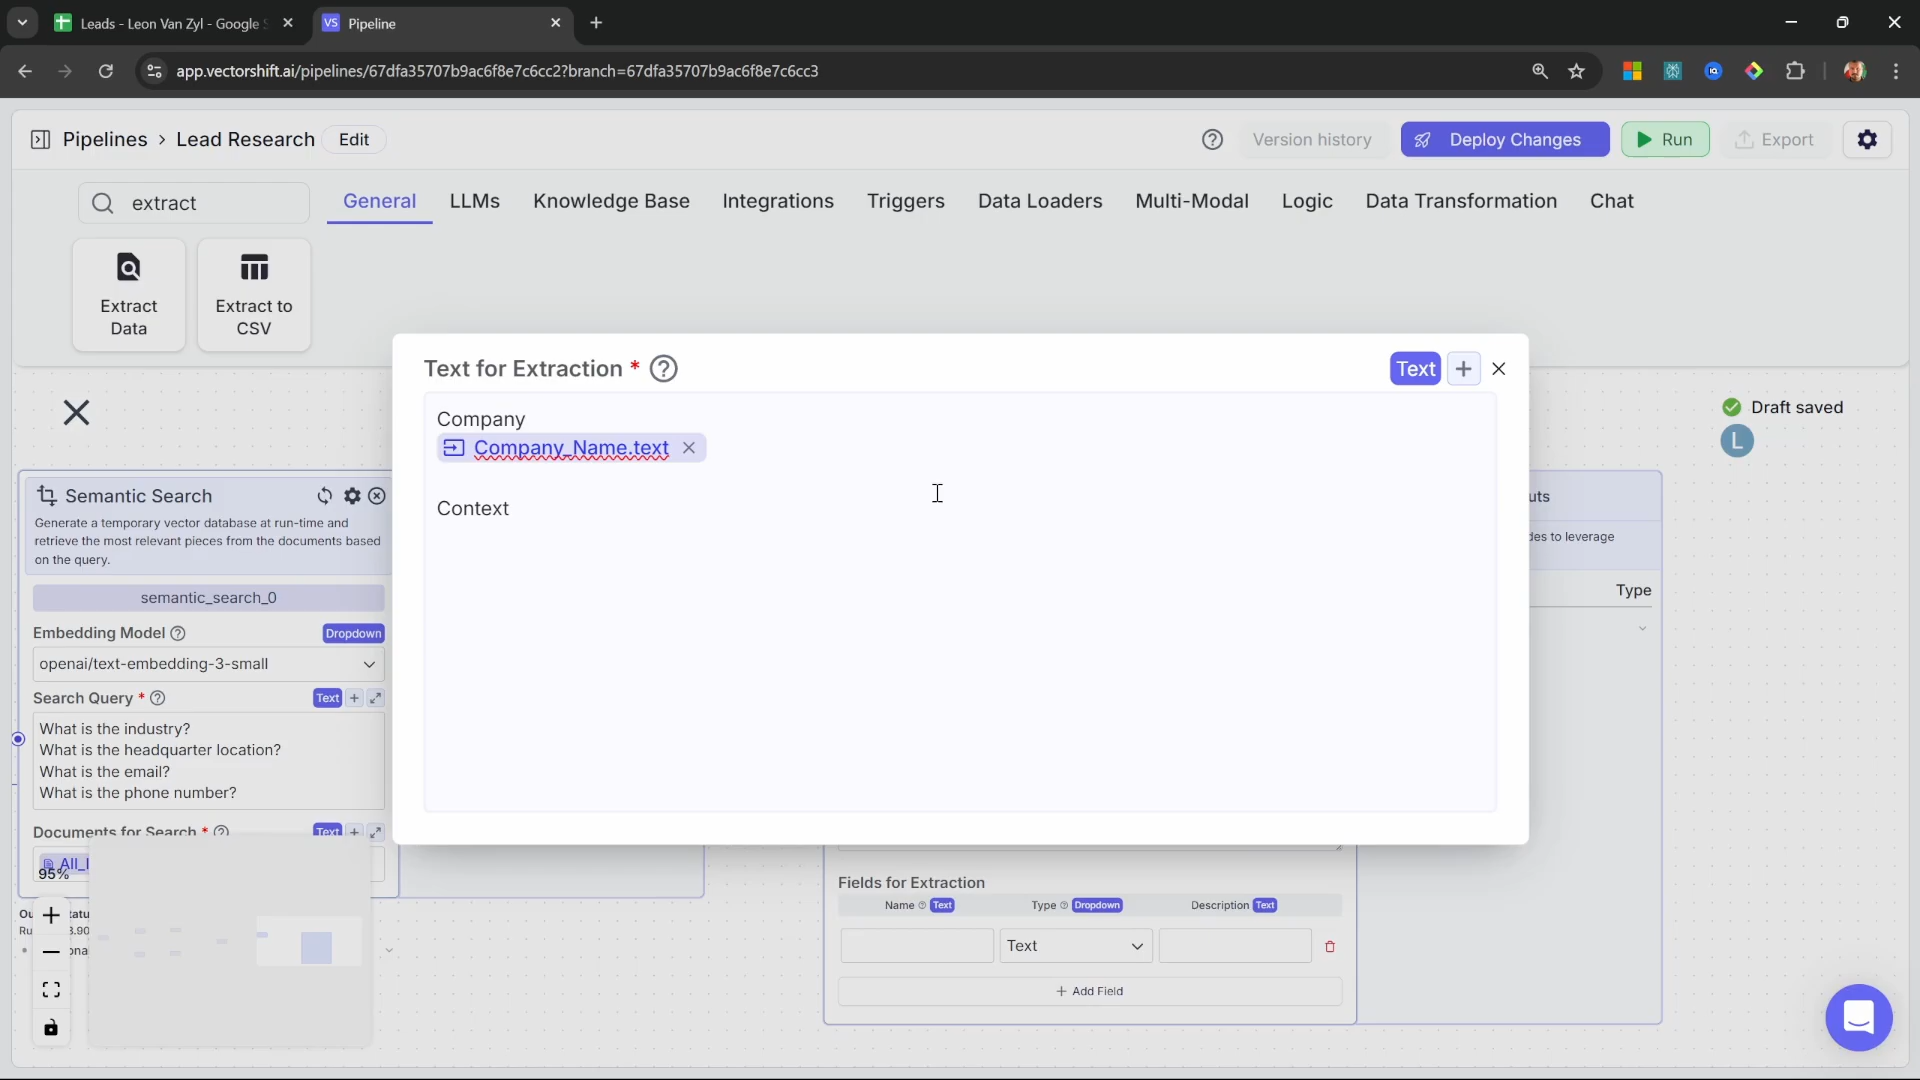 Leads - Leon Van Zyl - Google
VS Pipeline
app.vectorshift.ai/pipelines/67dfa35707b9ac6f8e7c6cc2?branch=67dfa35707b9ac6f8e7c6cc3
Pipelines > Lead Research Edit
Version history Deploy Changes Run Export
extract General LLMs Knowledge Base Integrations Triggers Data Loaders Multi-Modal Logic Data Transformation Chat
Extract Data
Extract to CSV
Text for Extraction * Text +
Company
Company_Name.text
Context
Draft saved
L
Semantic Search
Generate a temporary vector database at run-time and
retrieve the most relevant pieces from the documents based
on the query.
semantic_search_0
Embedding Model Dropdown
openai/text-embedding-3-small
Search Query * Text +
What is the industry?
What is the headquarter location?
What is the email?
What is the phone number?
Documents for Search * Text +
95%
uts
des to leverage
Type
Fields for Extraction
Name Text Type Dropdown Description Text
Text
+ Add Field